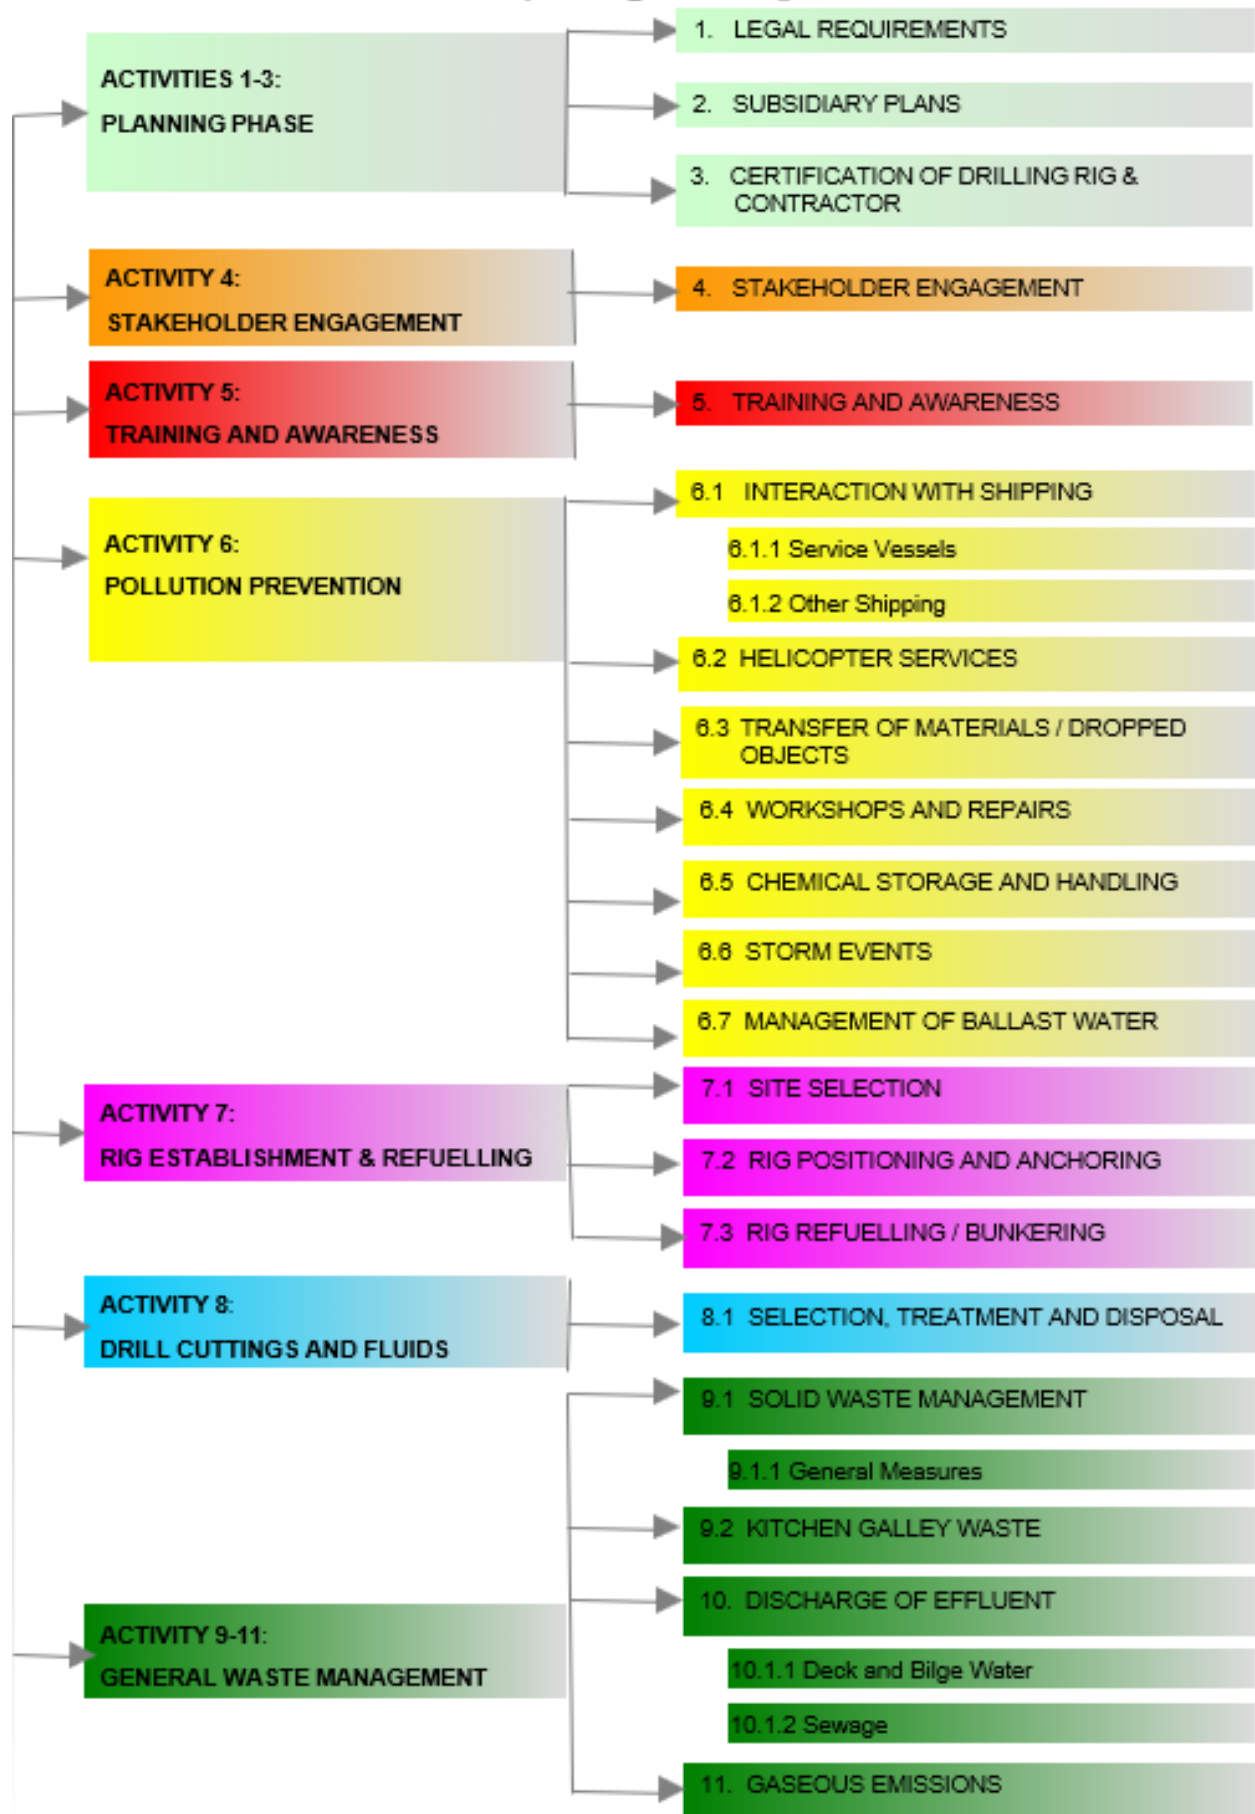 ACTIVITIES 1-3:
PLANNING PHASE
1. LEGAL REQUIREMENTS
2. SUBSIDIARY PLANS
3. CERTIFICATION OF DRILLING RIG &
CONTRACTOR
ACTIVITY 4:
STAKEHOLDER ENGAGEMENT
4. STAKEHOLDER ENGAGEMENT
ACTIVITY 5:
TRAINING AND AWARENESS
5. TRAINING AND AWARENESS
ACTIVITY 6:
POLLUTION PREVENTION
6.1 INTERACTION WITH SHIPPING
6.1.1 Service Vessels
6.1.2 Other Shipping
6.2 HELICOPTER SERVICES
6.3 TRANSFER OF MATERIALS / DROPPED
OBJECTS
6.4 WORKSHOPS AND REPAIRS
6.5 CHEMICAL STORAGE AND HANDLING
6.6 STORM EVENTS
6.7 MANAGEMENT OF BALLAST WATER
ACTIVITY 7:
RIG ESTABLISHMENT & REFUELLING
7.1 SITE SELECTION
7.2 RIG POSITIONING AND ANCHORING
7.3 RIG REFUELLING / BUNKERING
ACTIVITY 8:
DRILL CUTTINGS AND FLUIDS
8.1 SELECTION, TREATMENT AND DISPOSAL
ACTIVITY 9-11:
GENERAL WASTE MANAGEMENT
9.1 SOLID WASTE MANAGEMENT
9.1.1 General Measures
9.2 KITCHEN GALLEY WASTE
10. DISCHARGE OF EFFLUENT
10.1.1 Deck and Bilge Water
10.1.2 Sewage
11. GASEOUS EMISSIONS